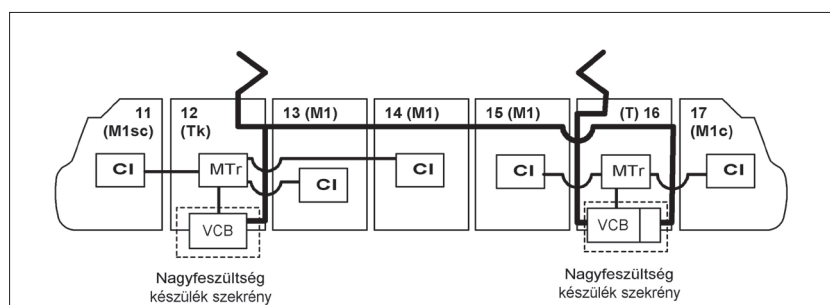 11
(M1sc)
12
(Tk)
13 (M1)
14 (M1)
15 (M1)
(T) 16
17
(M1c)
CI
MTr
CI
CI
CI
MTr
CI
VCB
VCB
Nagyfeszültség
készülék szekrény
Nagyfeszültség
készülék szekrény